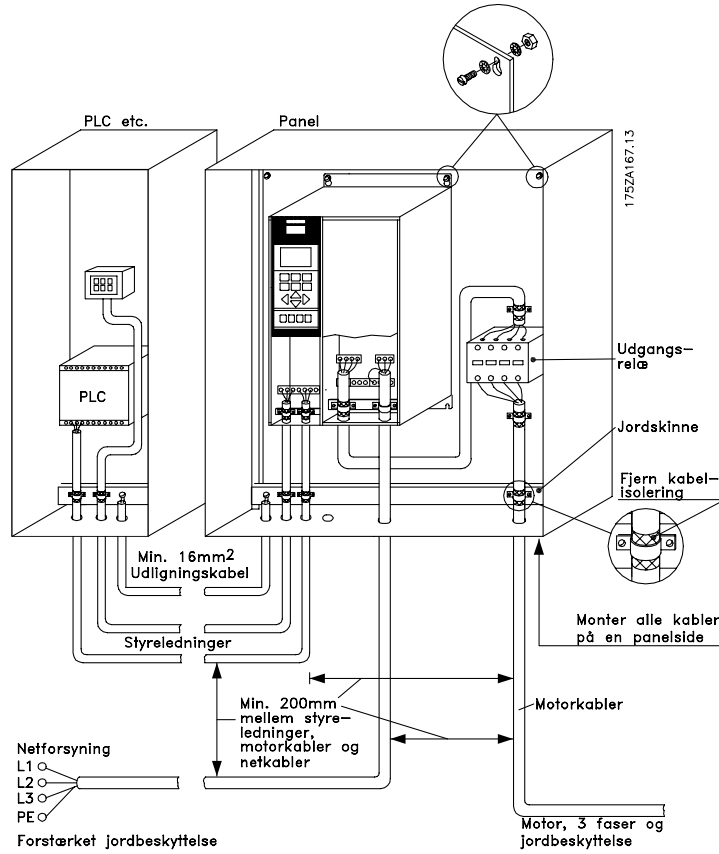 PLC etc.
Panel
175ZA167.13
PLC
Udgangs-
relæ
Jordskinne
Fjern kabel-
isolering
Min. 16mm2
Udligningskabel
Styreledninger
Monter alle kabler
på en panelside
Min. 200mm
mellem styre-
ledninger,
motorkabler og
netkabler
Motorkabler
Netforsyning
L1
L2
L3
PE
Forstærket jordbeskyttelse
Motor, 3 faser og
jordbeskyttelse